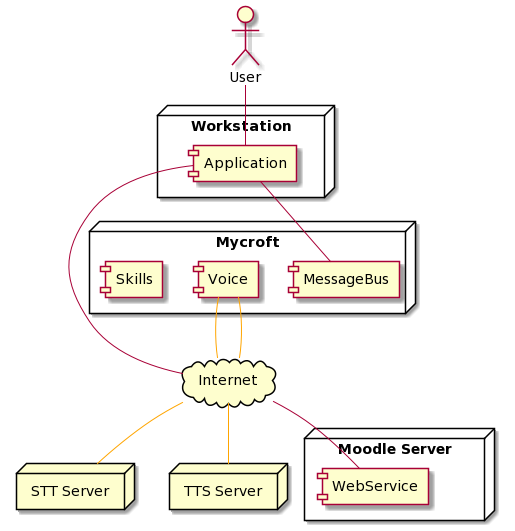 User
Workstation
Application
Mycroft
Skills
Voice
MessageBus
Internet
STT Server
TTS Server
Moodle Server
WebService